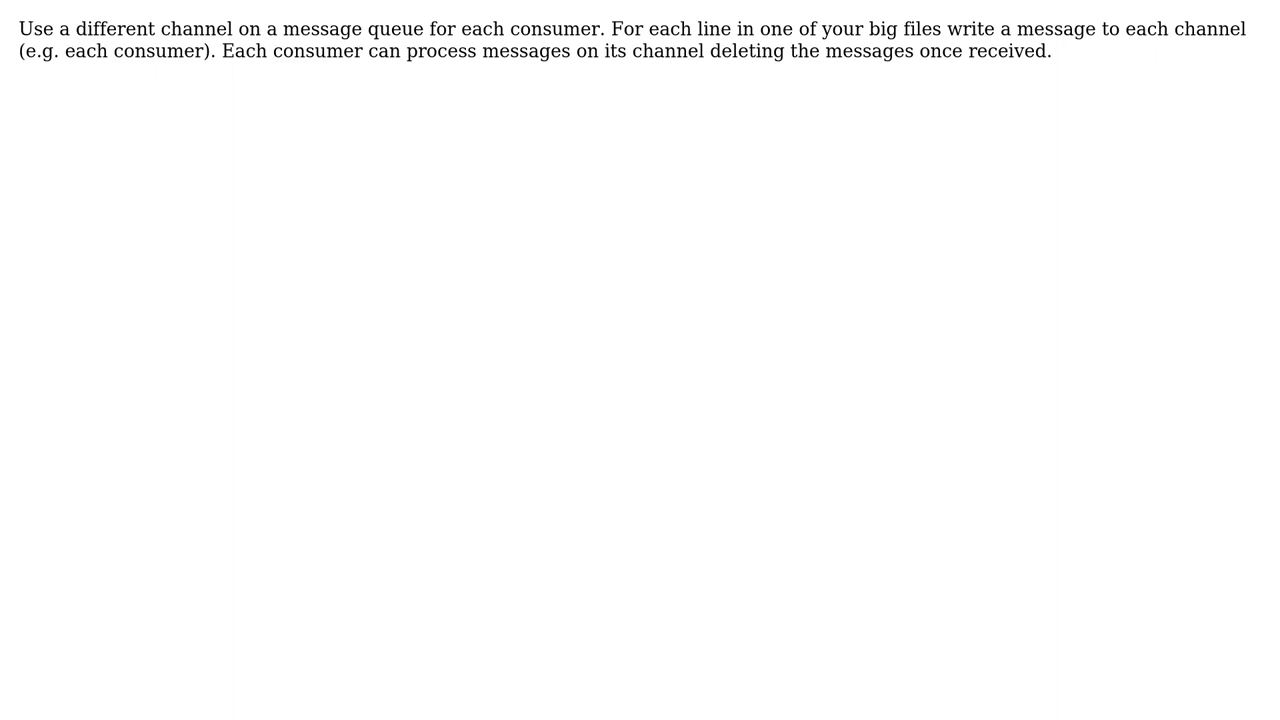 Use a different channel on a message queue for each consumer. For each line in one of your big files write a message to each channel
(e.g. each consumer). Each consumer can process messages on its channel deleting the messages once received.